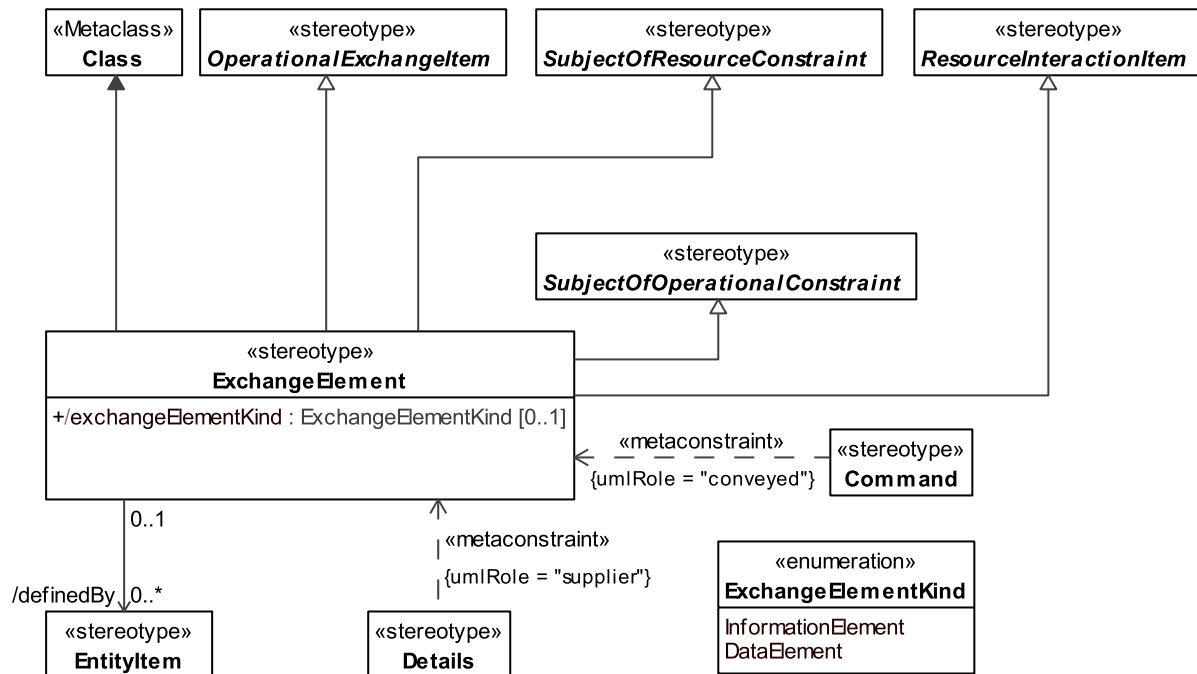 «Metaclass»
Class
«stereotype»
OperationalExchangeItem
«stereotype»
SubjectOfResourceConstraint
«stereotype»
ResourceInteractionItem
«stereotype»
SubjectOfOperationalConstraint
«stereotype»
ExchangeElement
+/exchangeElementKind : ExchangeElementKind [0..1]
«metaconstraint»
{umlRole = "conveyed"}
«stereotype»
Command
0..1
/definedBy
0..*
«metaconstraint»
{umlRole = "supplier"}
«stereotype»
EntityItem
«stereotype»
Details
«enumeration»
ExchangeElementKind
InformationElement
DataElement